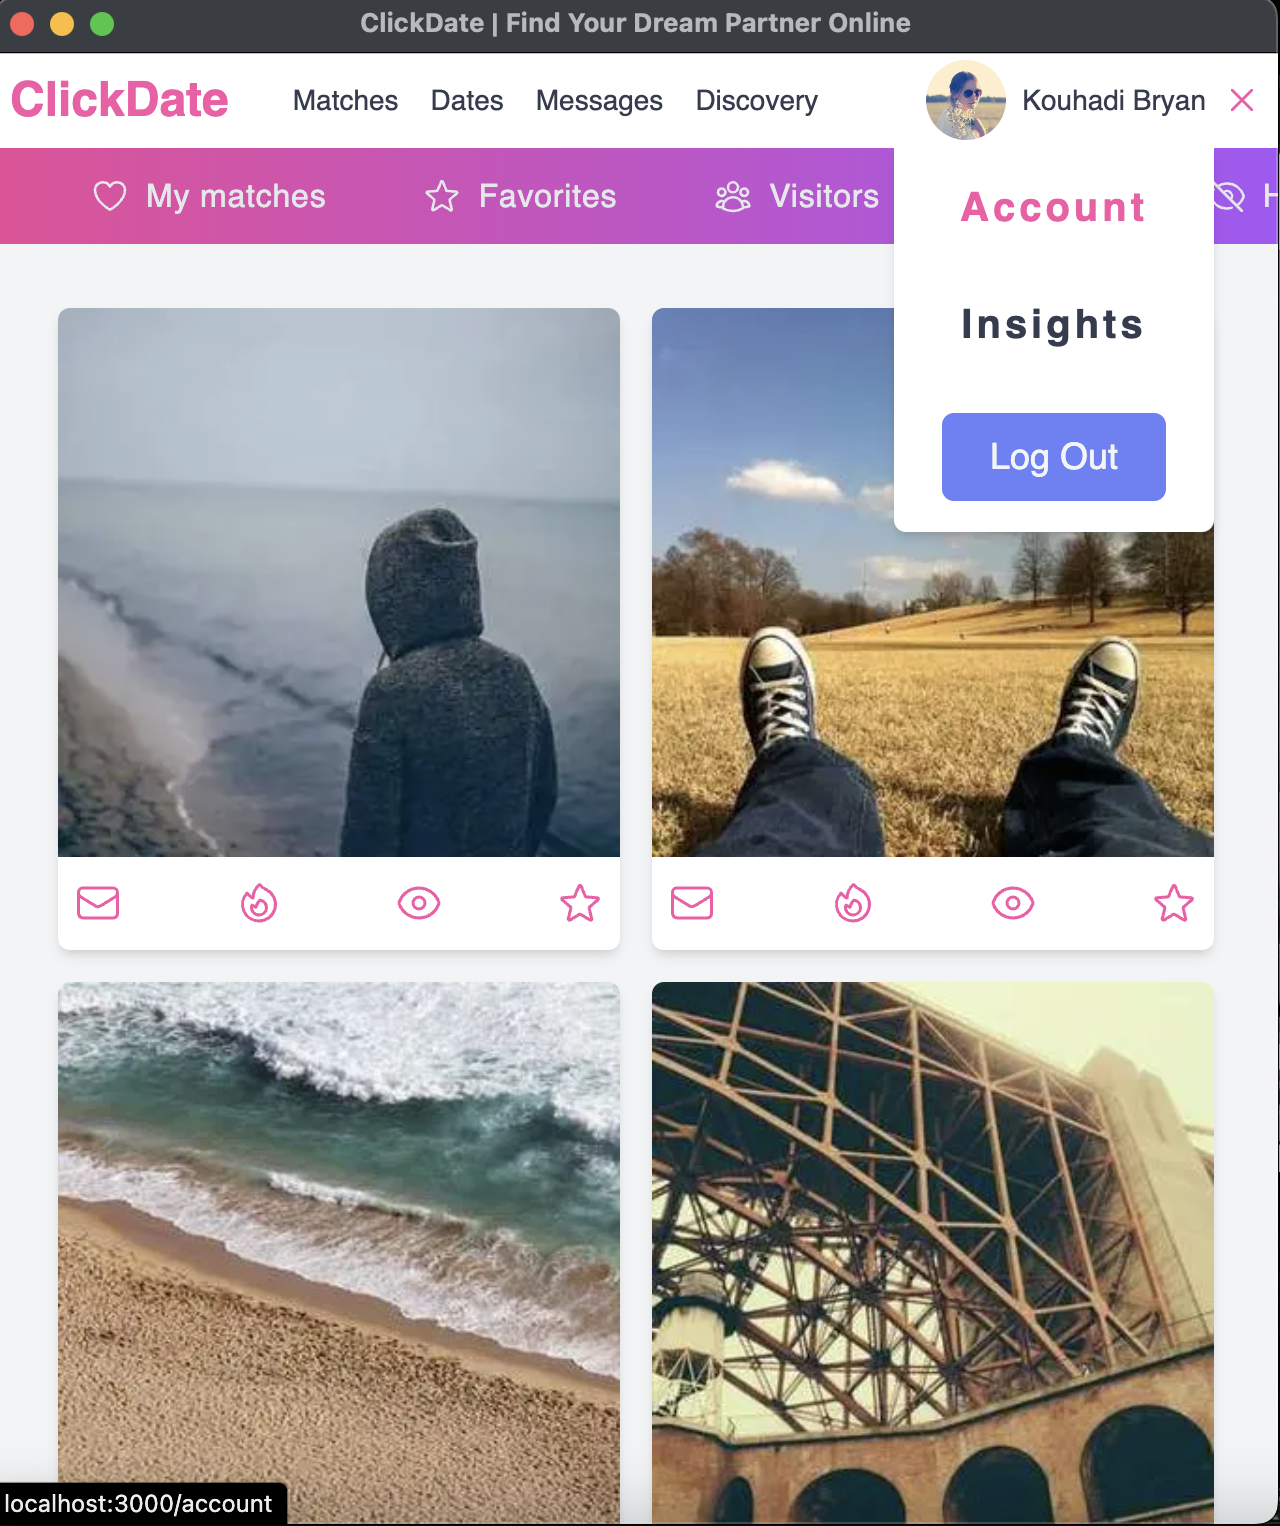 ClickDate | Find Your Dream Partner Online
ClickDate Matches Dates Messages Discovery Kouhadi Bryan
My matches Favorites Visitors H
Account
Insights
Log Out
localhost:3000/account